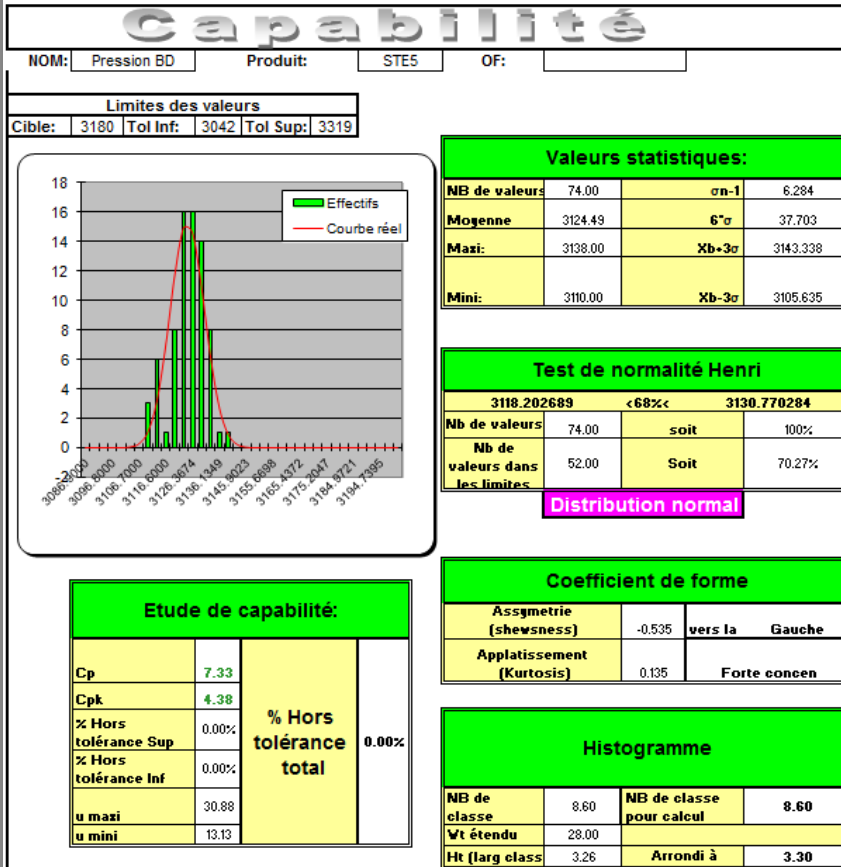 Capabilité
NOM: Pression BD Produit: STE5 OF:
Limites des valeurs
Cible: 3180 Tol Inf: 3042 Tol Sup: 3319
18
16
14
12
10
8
6
4
2
0
-2
Effectifs
Courbe réel
3086.9000 3096.8000 3106.7000 3116.6000 3126.3674 3136.1349 3145.9023 3155.6698 3165.4372 3175.2047 3184.9721 3194.7395
Valeurs statistiques:
NB de valeurs 74.00 σn-1 6.284
Moyenne 3124.49 6*σ 37.703
Maxi: 3138.00 Xb+3σ 3143.338
Mini: 3110.00 Xb-3σ 3105.635
Test de normalité Henri
3118.202689 <68%< 3130.770284
Nb de valeurs 74.00 soit 100%
Nb de
valeurs dans
les limites 52.00 Soit 70.27%
Distribution normal
Etude de capabilité:
Cp 7.33
Cpk 4.38
% Hors
tolérance Sup 0.00%
% Hors
tolérance Inf 0.00%
u maxi 30.88
u mini 13.13
% Hors
tolérance
total
0.00%
Coefficient de forme
Assymetrie
(shewsness) -0.535 vers la Gauche
Applatissement
(Kurtosis) 0.135 Forte concen
Histogramme
NB de
classe 8.60
NB de classe
pour calcul 8.60
Wt étendu 28.00
Ht (larg class 3.26 Arrondi à 3.30